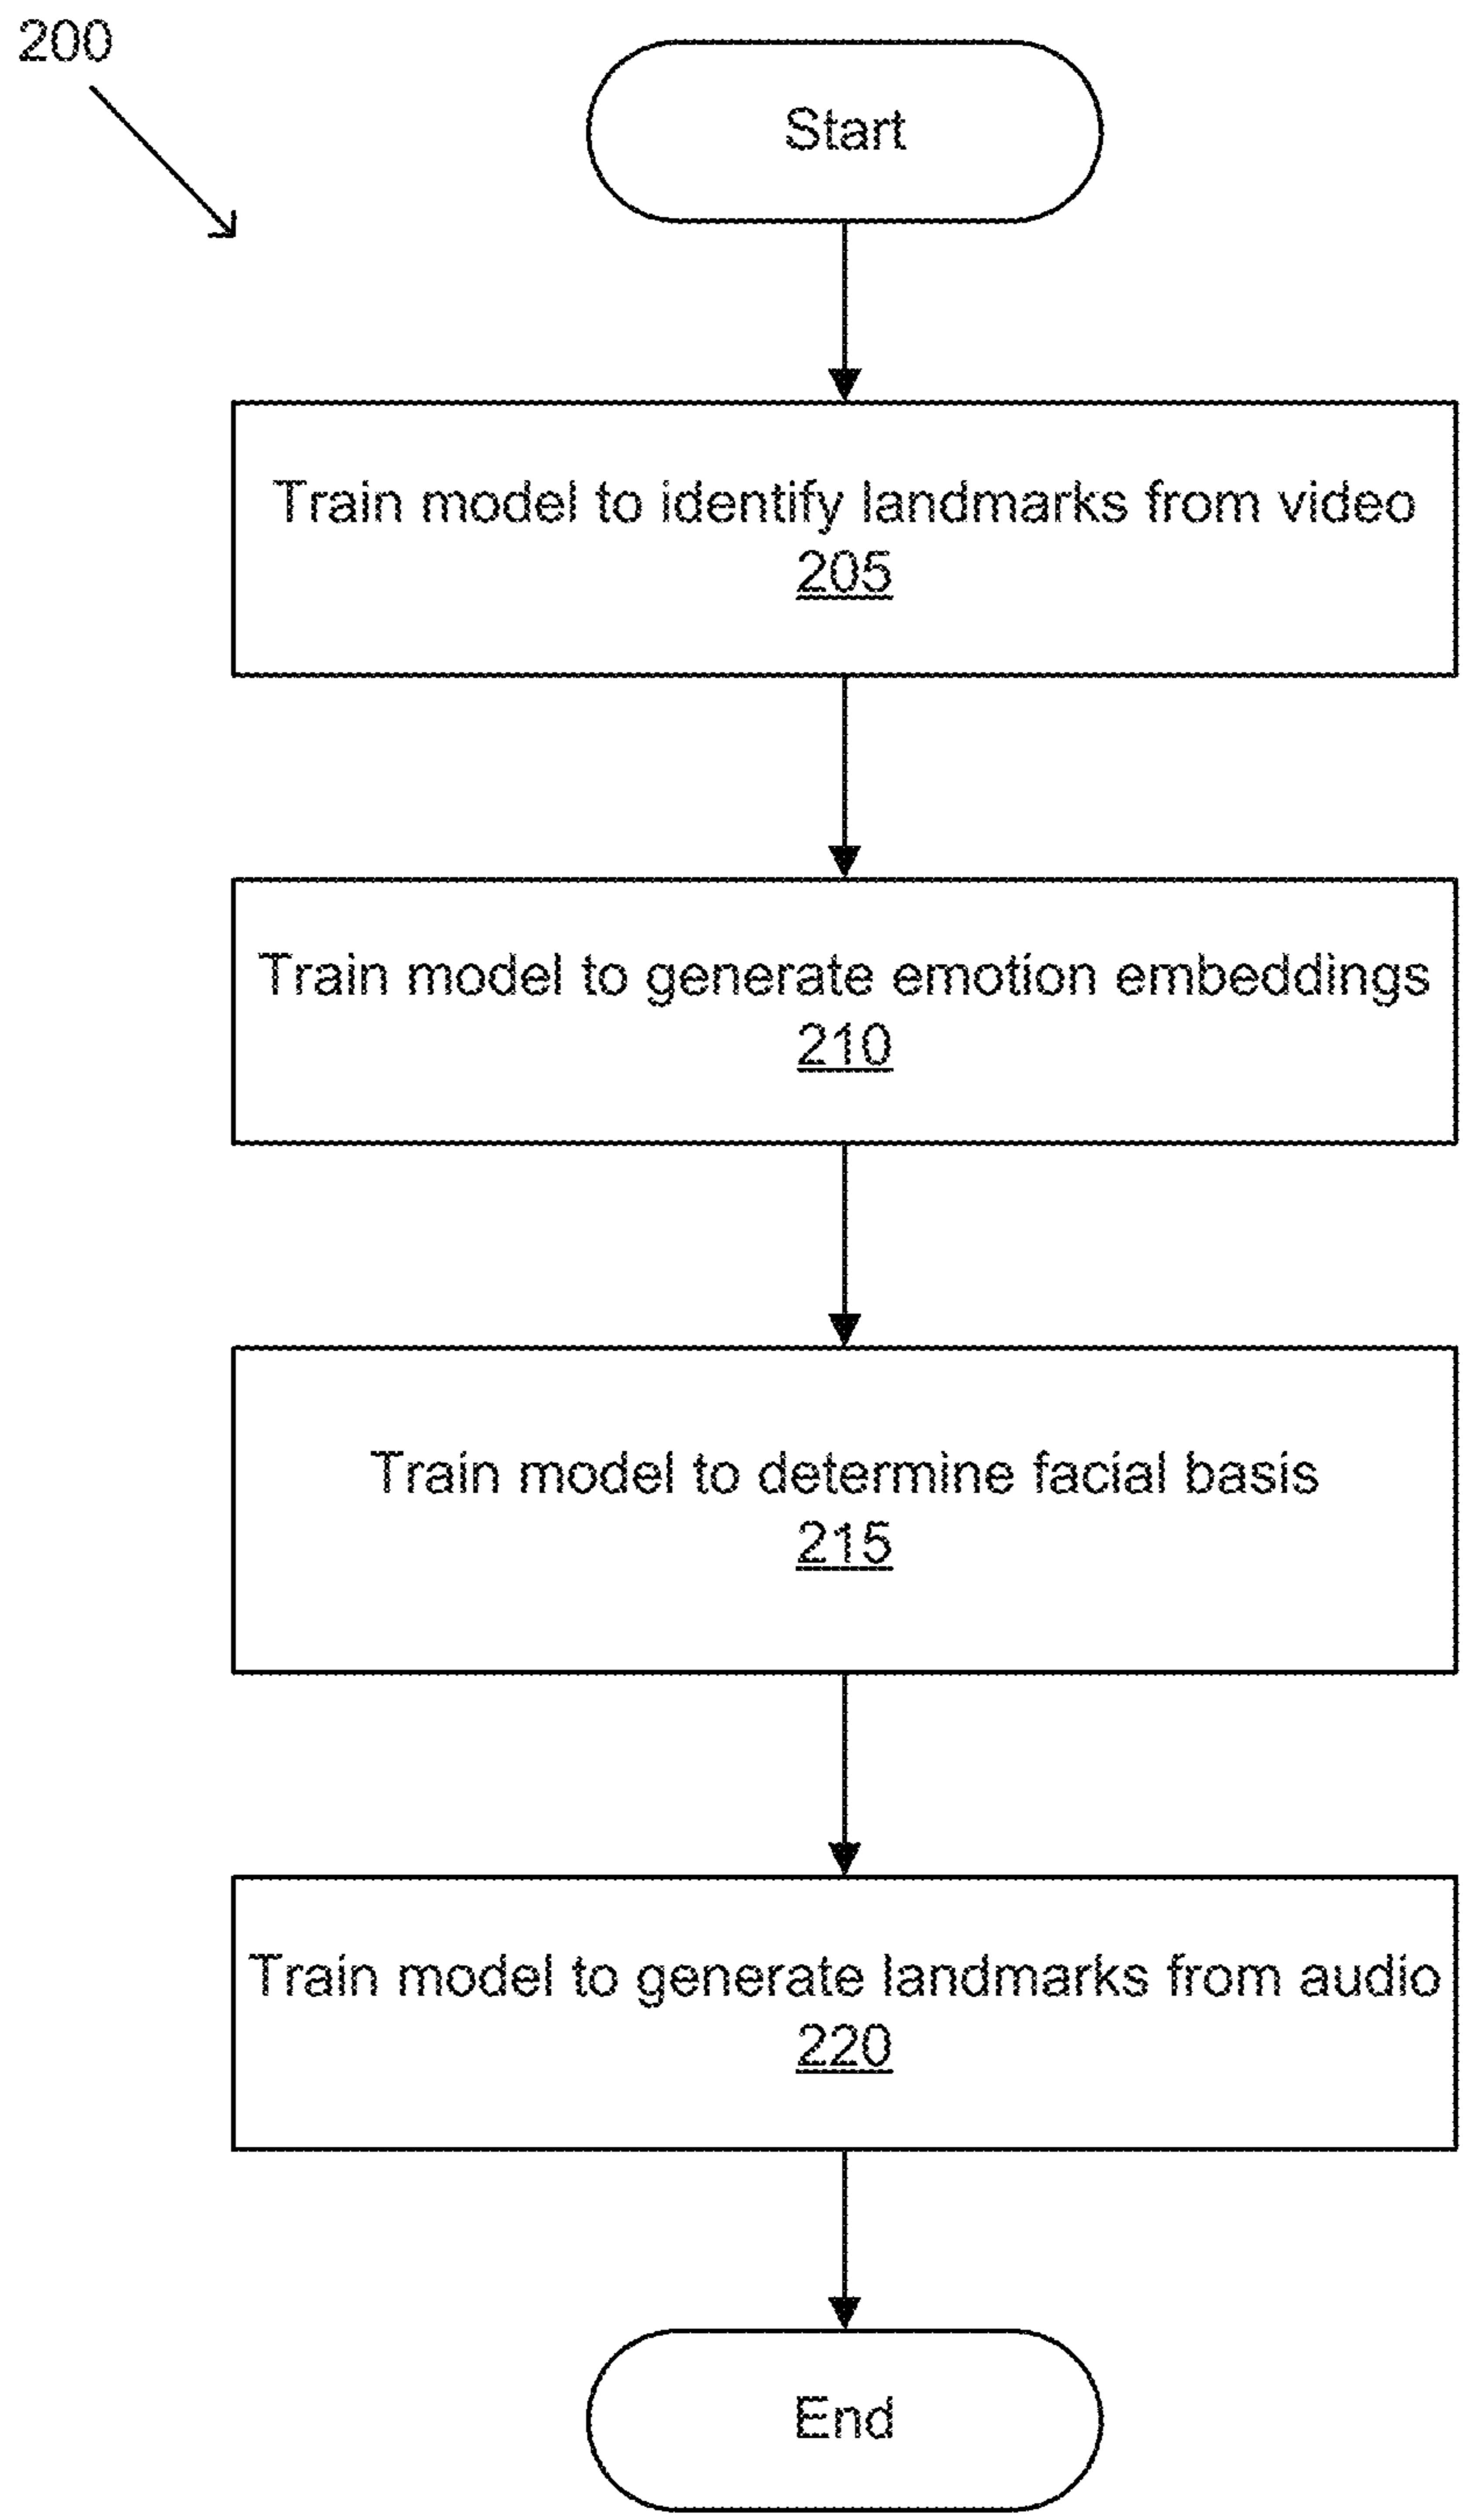 200
Start
Train model to identify landmarks from video
205
Train model to generate emotion embeddings
210
Train model to determine facial basis
215
Train model to generate landmarks from audio
220
End